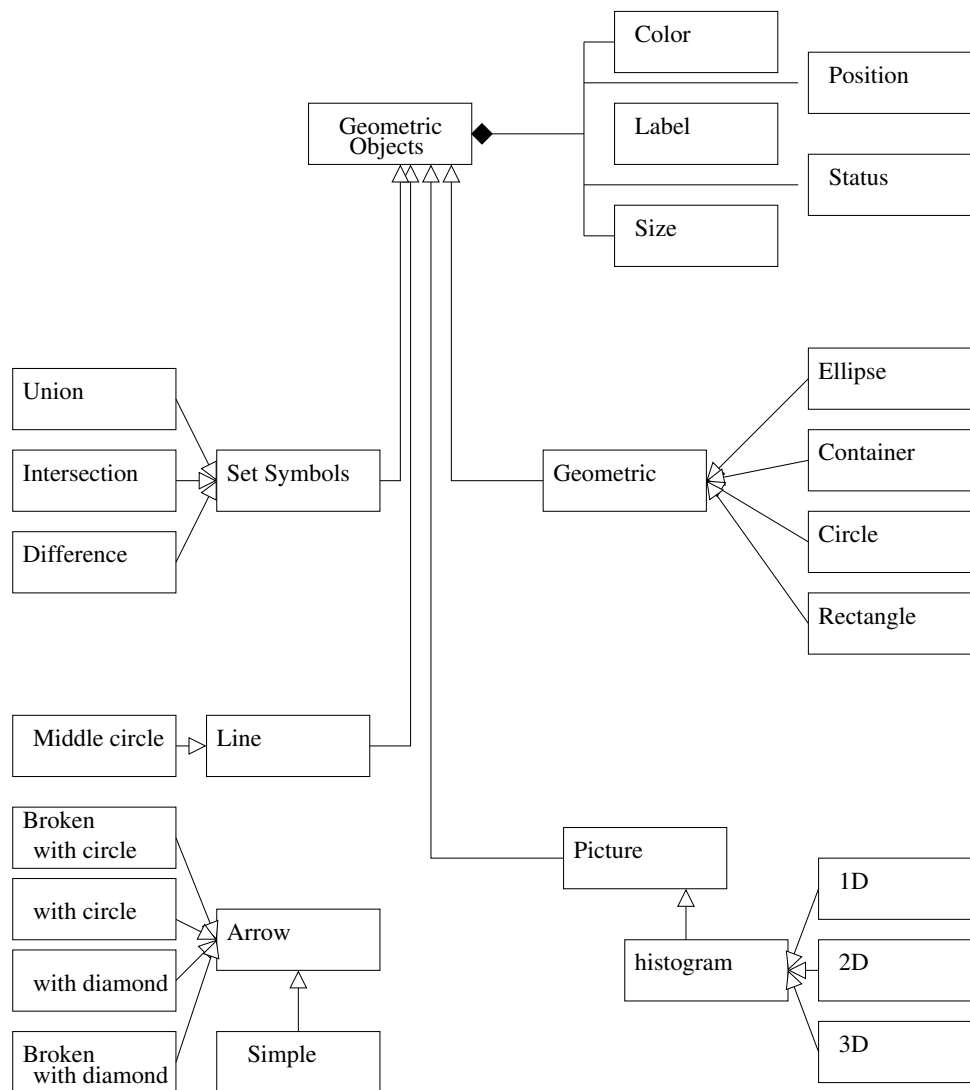 Color
Position
Geometric
Objects
Label
Status
Size
Union
Intersection
Difference
Set Symbols
Geometric
Ellipse
Container
Circle
Rectangle
Middle circle
Line
Broken
with circle
with circle
with diamond
Broken
with diamond
Arrow
Simple
Picture
histogram
1D
2D
3D